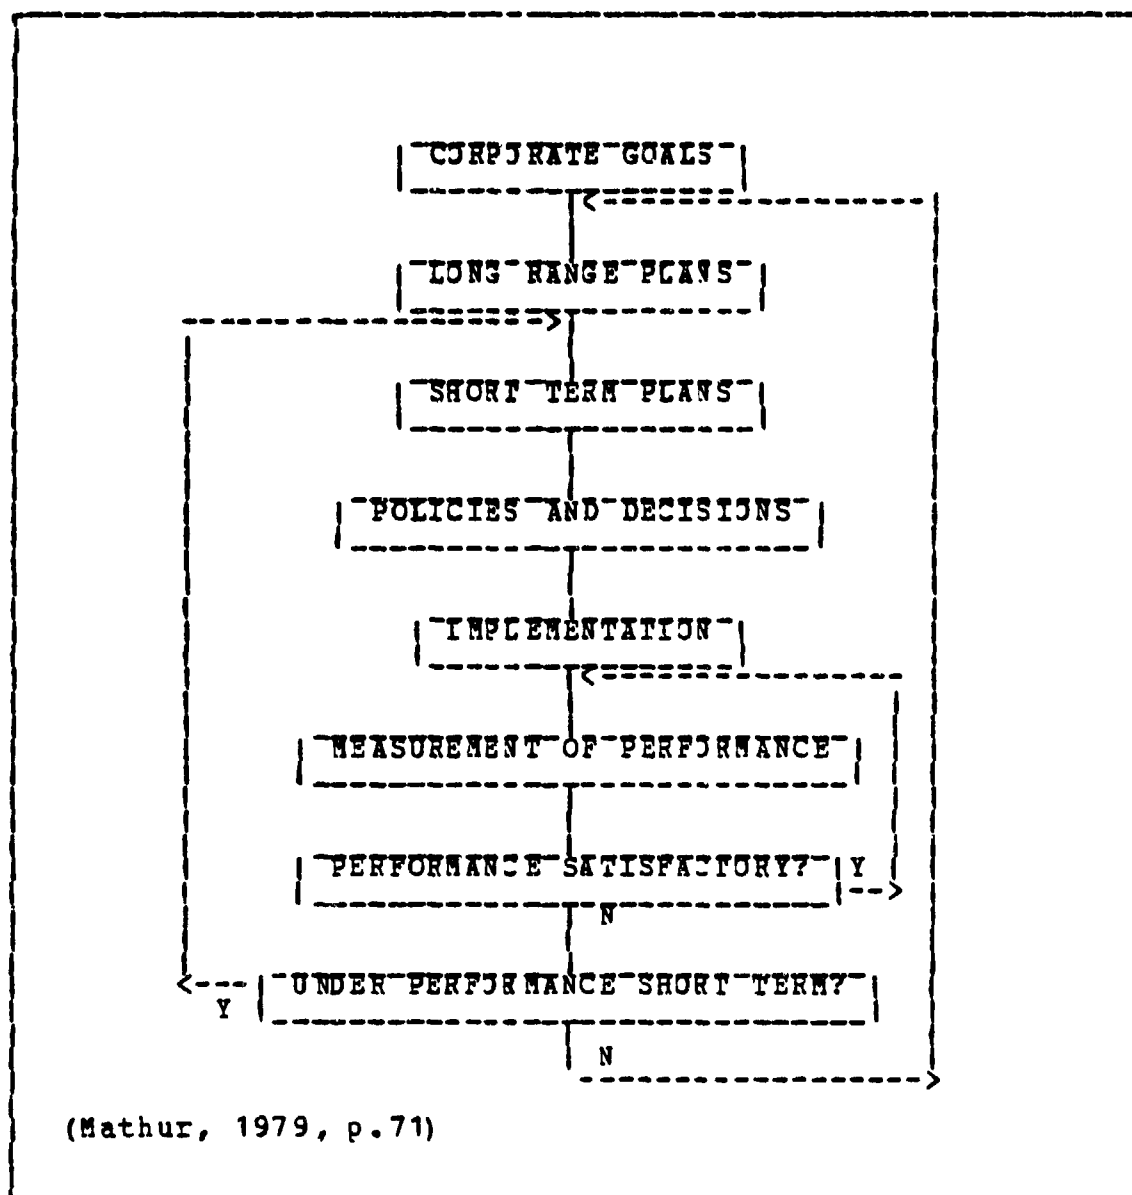 CORPORATE GOALS
LONG RANGE PLANS
SHORT TERM PLANS
POLICIES AND DECISIONS
IMPLEMENTATION
MEASUREMENT OF PERFORMANCE
PERFORMANCE SATISFACTORY? Y
N
UNDER PERFORMANCE SHORT TERM?
Y
N
(Mathur, 1979, p.71)